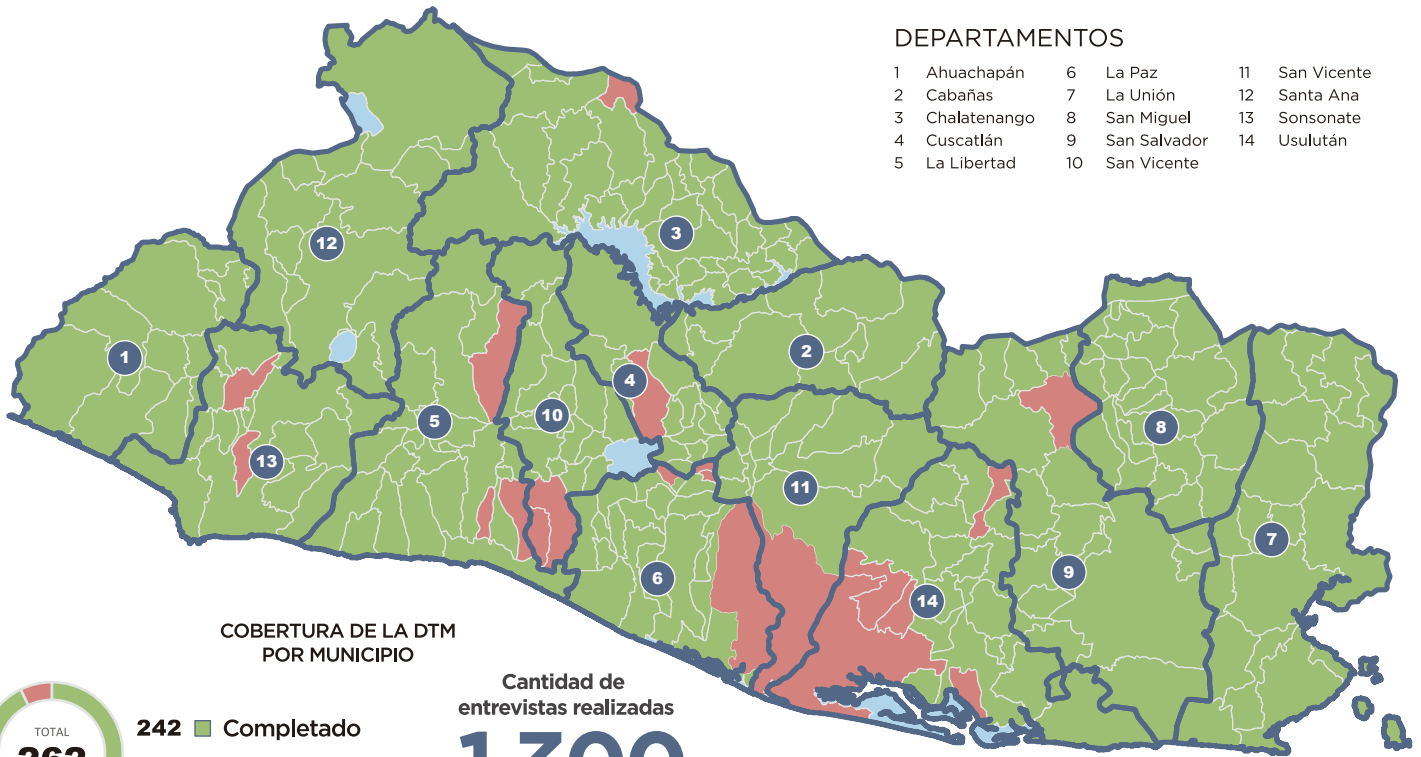 DEPARTAMENTOS
1 Ahuachapán
2 Cabañas
3 Chalatenango
4 Cuscatlán
5 La Libertad
6 La Paz
7 La Unión
8 San Miguel
9 San Salvador
10 San Vicente
11 San Vicente
12 Santa Ana
13 Sonsonate
14 Usulután
3
12
2
1
4
10
5
8
13
11
7
9
6
14
COBERTURA DE LA DTM
POR MUNICIPIO
TOTAL
262
242 Completado
Cantidad de
entrevistas realizadas
1,300